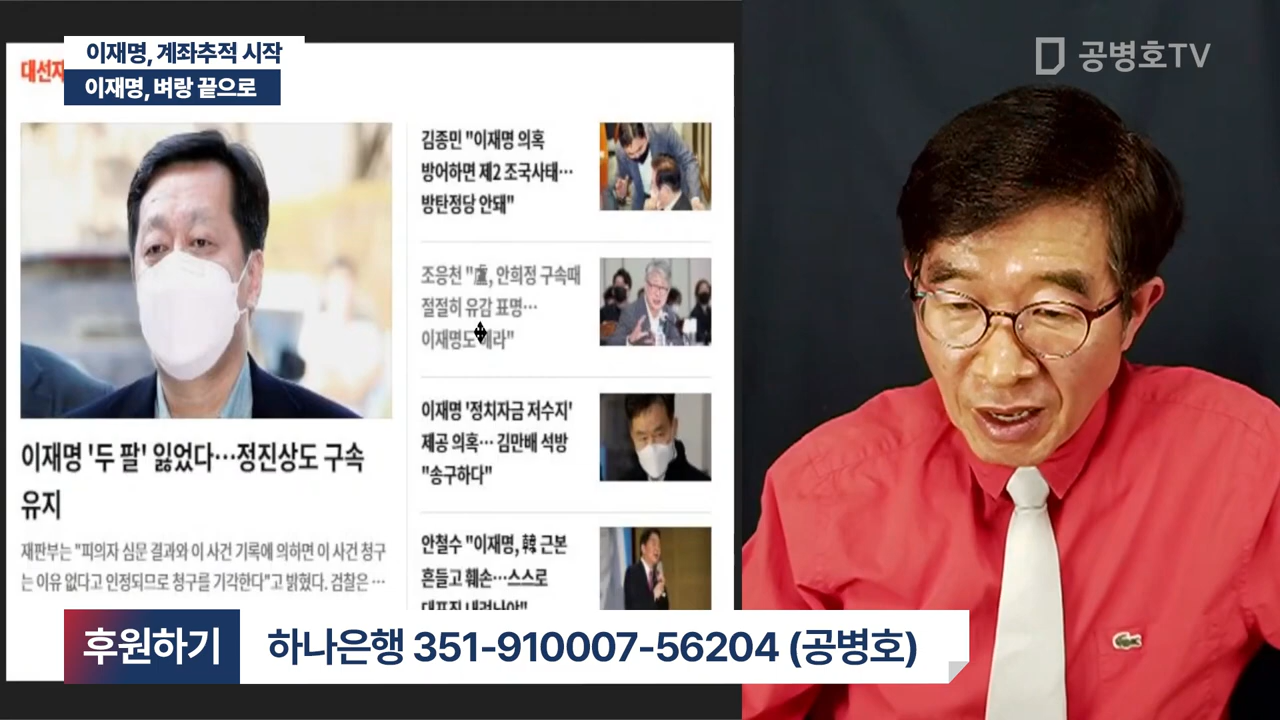 이재명, 계좌추적 시작
이재명, 벼랑 끝으로
대선자
공병호TV
이재명 '두 팔' 잃었다…정진상도 구속
유지
재판부는 "피의자 심문 결과와 이 사건 기록에 의하면 이 사건 청구
는 이유 없다고 인정되므로 청구를 기각한다"고 밝혔다. 검찰은 …
김종민 "이재명 의혹
방어하면 제2 조국사태…
방탄정당 안돼"
조응천 "盧, 안희정 구속때
절절히 유감 표명…
이재명도 해라"
이재명 '정치자금 저수지'
제공 의혹… 김만배 석방
"송구하다"
안철수 "이재명, 韓 근본
흔들고 훼손…스스로
후원하기
하나은행 351-910007-56204 (공병호)